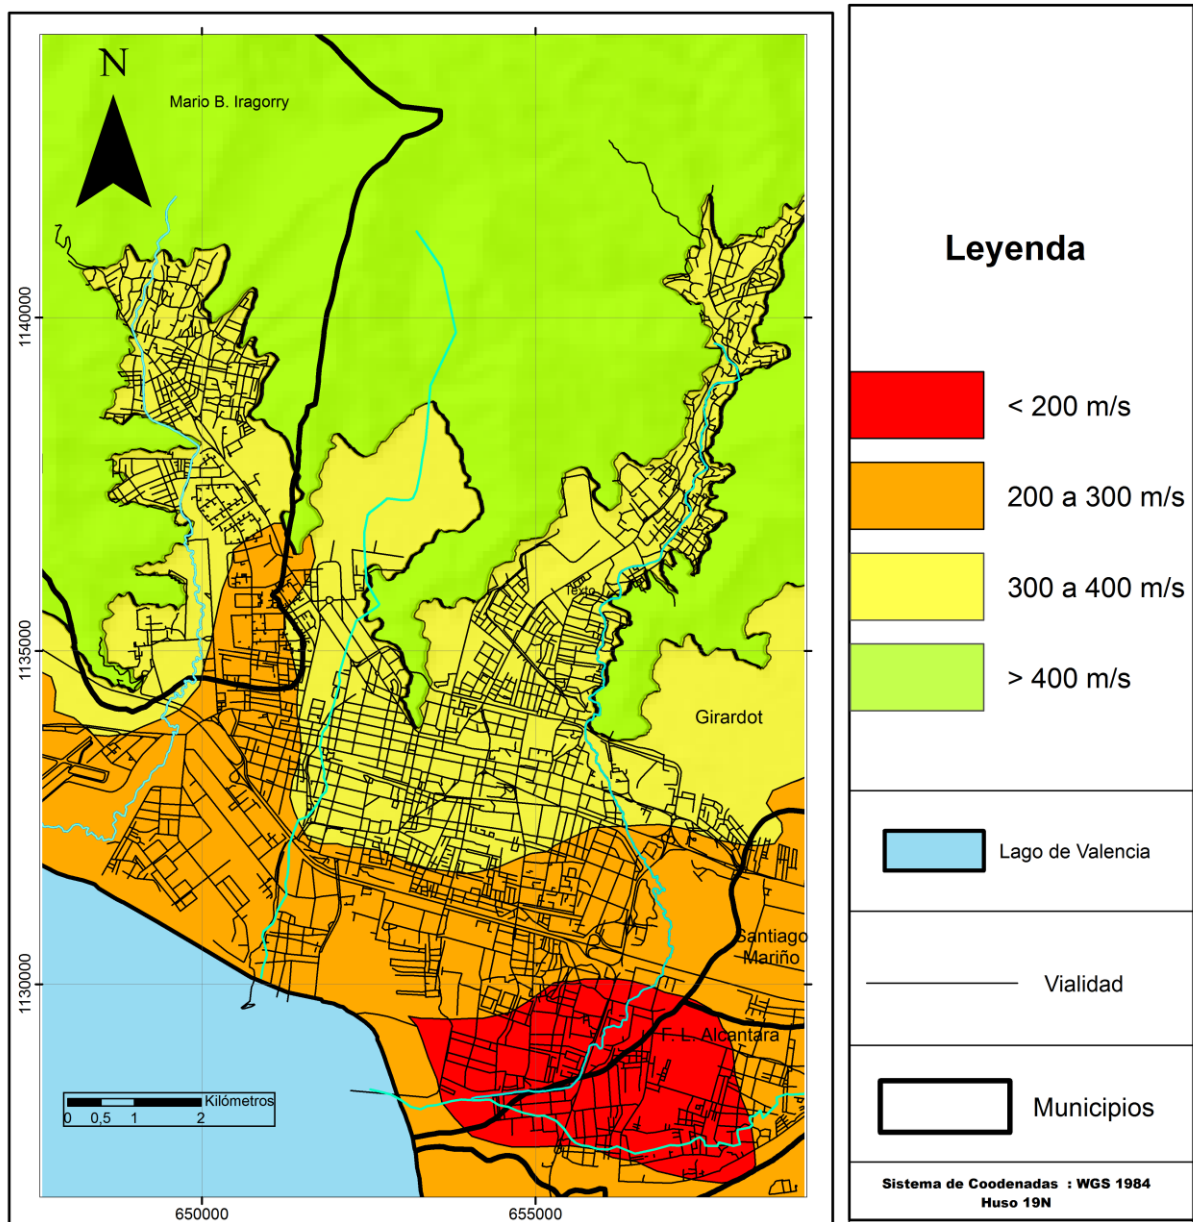 N
Mario B. Iragorry
1140000
1135000
1130000
Texto
Girardot
Santiago
Mariño
F. L. Alcantara
Kilómetros
0 0,5 1 2
650000 655000
Leyenda
< 200 m/s
200 a 300 m/s
300 a 400 m/s
> 400 m/s
Lago de Valencia
Vialidad
Municipios
Sistema de Coodenadas : WGS 1984
Huso 19N